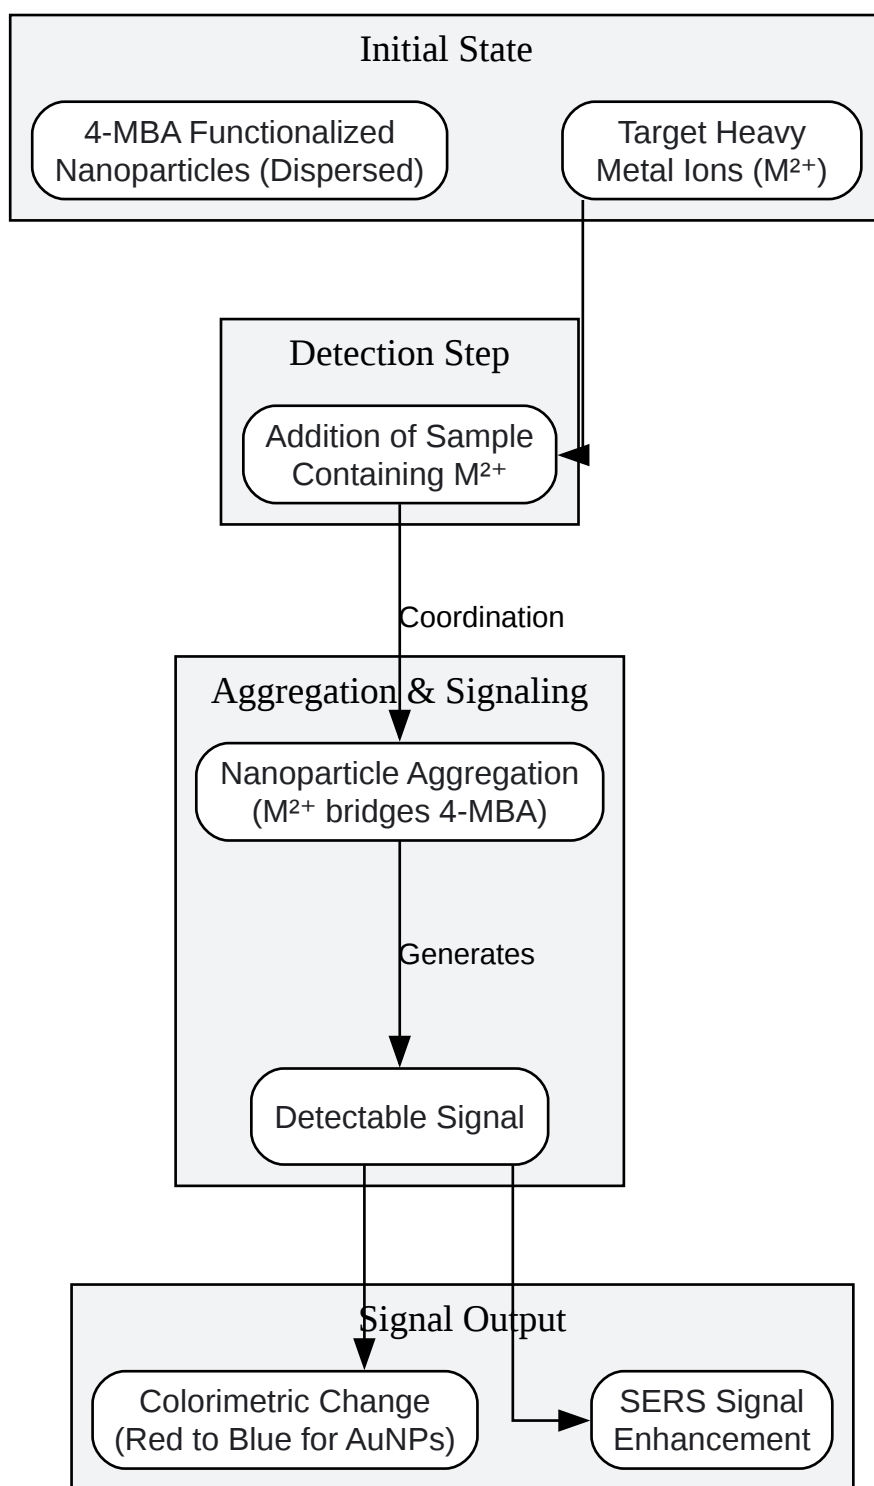 Initial State
4-MBA Functionalized
Nanoparticles (Dispersed)
Target Heavy
Metal Ions (M²⁺)
Detection Step
Addition of Sample
Containing M²⁺
Coordination
Aggregation & Signaling
Nanoparticle Aggregation
(M²⁺ bridges 4-MBA)
Generates
Detectable Signal
Signal Output
Colorimetric Change
(Red to Blue for AuNPs)
SERS Signal
Enhancement